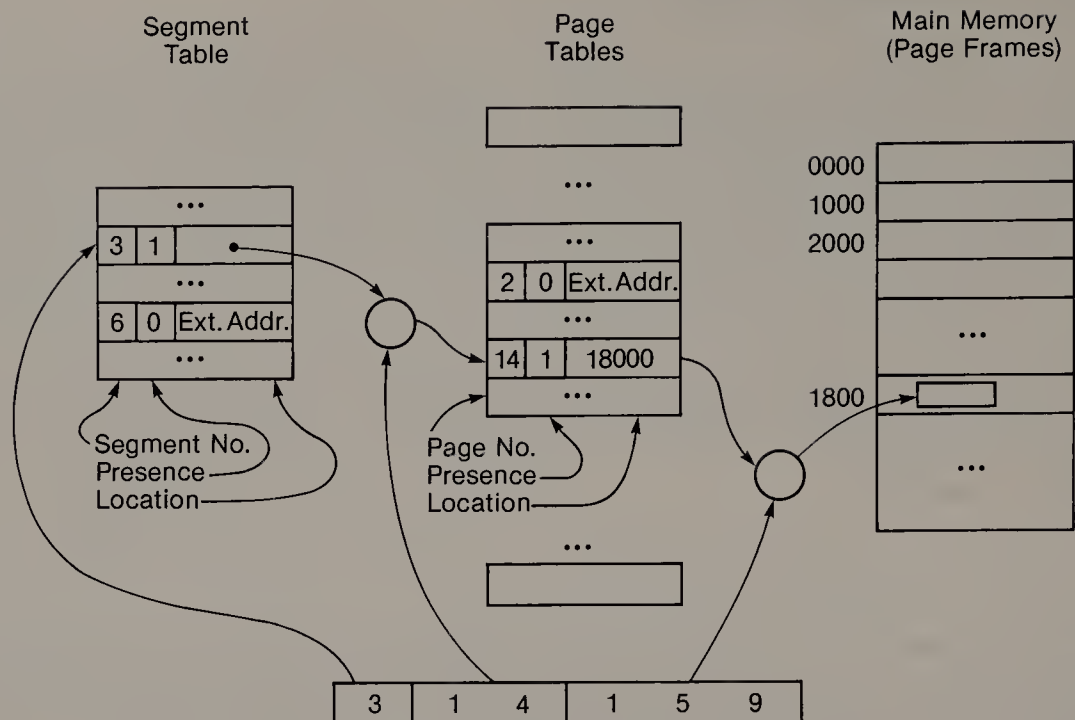 Segment
Table
Page
Tables
Main Memory
(Page Frames)
•••
3 1
•••
6 0 Ext. Addr.
•••
Segment No.
Presence
Location
•••
•••
2 0 Ext. Addr.
•••
14 1 18000
•••
Page No.
Presence
Location
•••
0000
1000
2000
•••
1800
•••
3 1 4 1 5 9